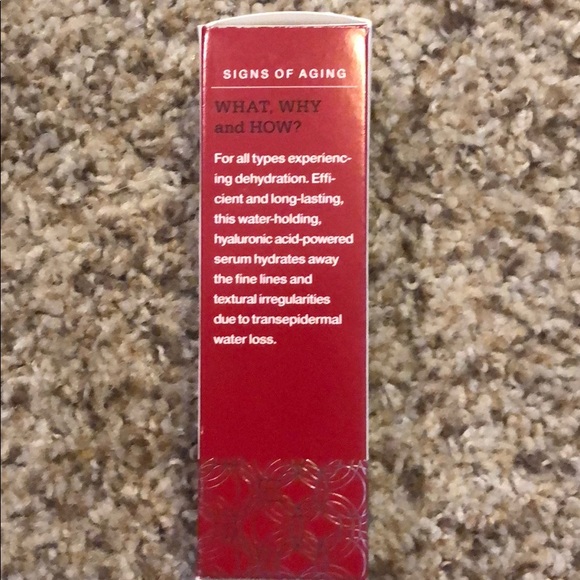 SIGNS OF AGING
WHAT, WHY
and HOW?
For all types experienc-
ing dehydration. Effi-
cient and long-lasting,
this water-holding,
hyaluronic acid-powered
serum hydrates away
the fine lines and
textural irregularities
due to transepidermal
water loss.